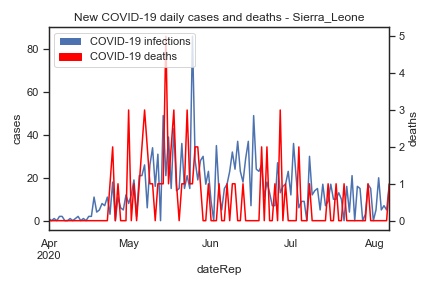 New COVID-19 daily cases and deaths - Sierra_Leone
COVID-19 infections
COVID-19 deaths
80
60
40
20
0
cases
5
4
3
2
1
0
deaths
Apr May Jun Jul Aug
2020
dateRep